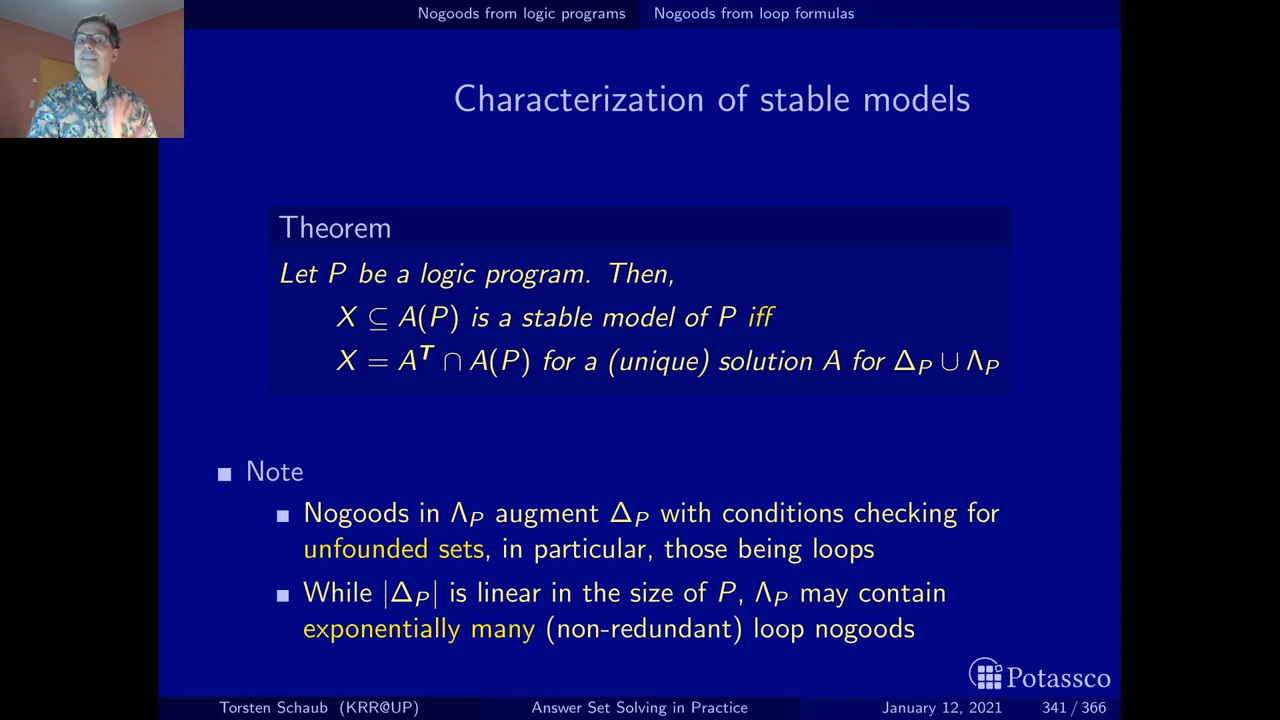 Nogoods from logic programs Nogoods from loop formulas
Characterization of stable models
Theorem
Let P be a logic program. Then,
X ⊆ A(P) is a stable model of P iff
X = A^T ∩ A(P) for a (unique) solution A for Δ_P ∪ Λ_P
Note
Nogoods in Λ_P augment Δ_P with conditions checking for
unfounded sets, in particular, those being loops
While |Δ_P| is linear in the size of P, Λ_P may contain
exponentially many (non-redundant) loop nogoods
Potassco
Torsten Schaub (KRR@UP) Answer Set Solving in Practice January 12, 2021 341 / 366